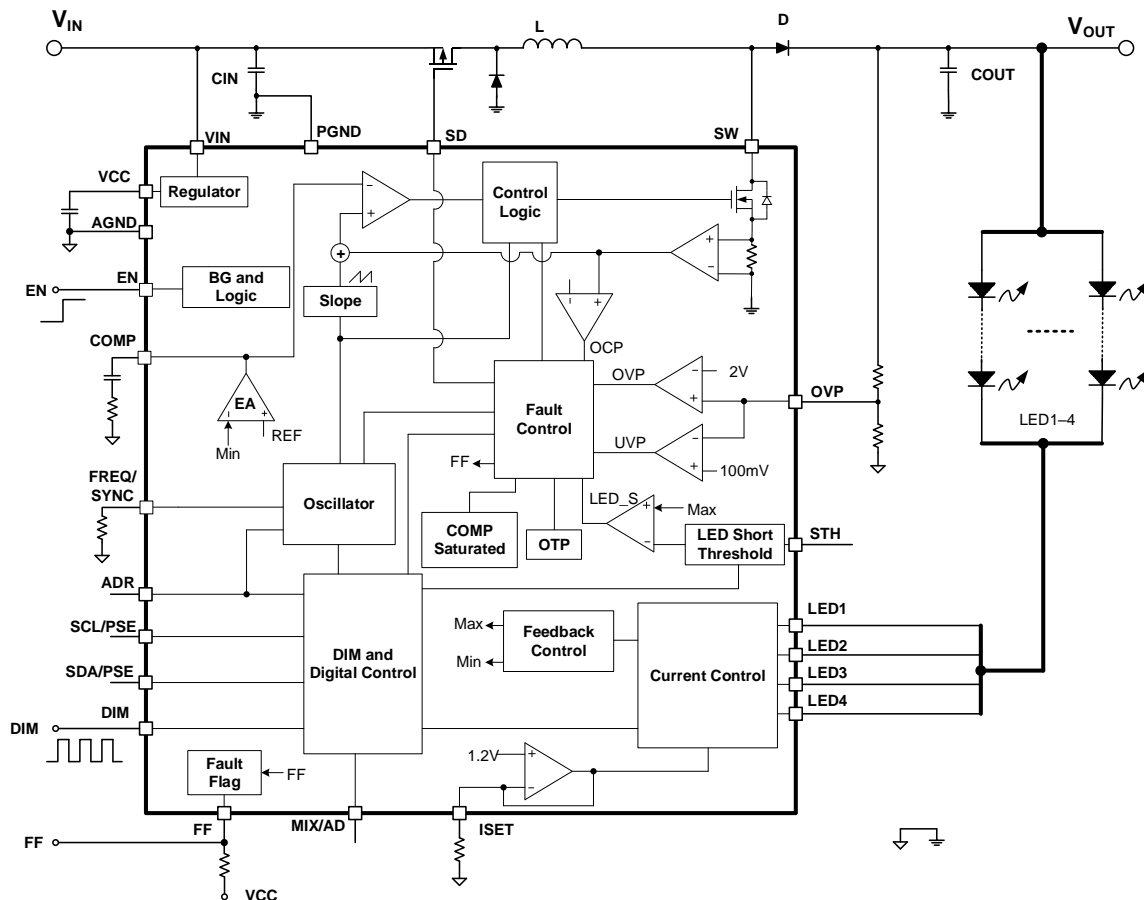 VIN
L
D
VOUT
CIN
COUT
PGND
VIN
SD
SW
VCC
Regulator
Control
Logic
AGND
EN
BG and
Logic
EN
Slope
COMP
OCP
OVP
2V
OVP
EA
Fault
Control
LED1–4
REF
Min
UVP
100mV
FF
FREQ/
SYNC
Oscillator
LED_S
Max
COMP
Saturated
OTP
LED Short
Threshold
STH
ADR
LED1
SCL/PSE
Max
Feedback
Control
LED2
DIM and
Digital Control
Min
Current Control
LED3
SDA/PSE
LED4
DIM
DIM
1.2V
Fault
Flag
FF
FF
MIX/AD
ISET
FF
VCC